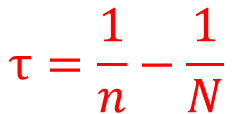 τ = 1/n − 1/N